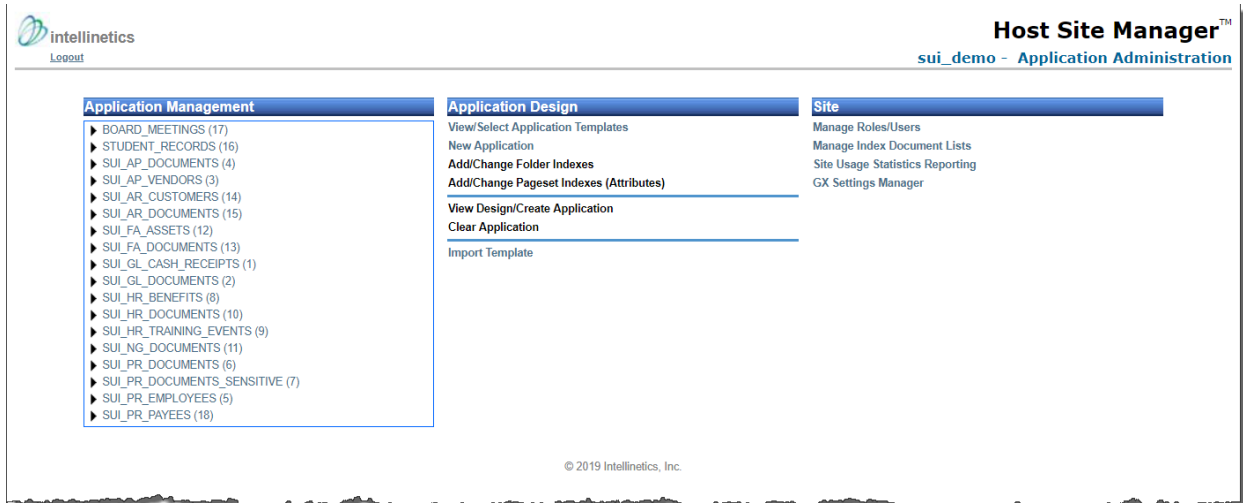 intellinetics
Logout
Host Site Manager™
sui_demo - Application Administration
Application Management
BOARD_MEETINGS (17)
STUDENT_RECORDS (16)
SUI_AP_DOCUMENTS (4)
SUI_AP_VENDORS (3)
SUI_AR_CUSTOMERS (14)
SUI_AR_DOCUMENTS (15)
SUI_FA_ASSETS (12)
SUI_FA_DOCUMENTS (13)
SUI_GL_CASH_RECEIPTS (1)
SUI_GL_DOCUMENTS (2)
SUI_HR_BENEFITS (8)
SUI_HR_DOCUMENTS (10)
SUI_HR_TRAINING_EVENTS (9)
SUI_NG_DOCUMENTS (11)
SUI_PR_DOCUMENTS (6)
SUI_PR_DOCUMENTS_SENSITIVE (7)
SUI_PR_EMPLOYEES (5)
SUI_PR_PAYEES (18)
Application Design
View/Select Application Templates
New Application
Add/Change Folder Indexes
Add/Change Pageset Indexes (Attributes)
View Design/Create Application
Clear Application
Import Template
Site
Manage Roles/Users
Manage Index Document Lists
Site Usage Statistics Reporting
GX Settings Manager
© 2019 Intellinetics, Inc.